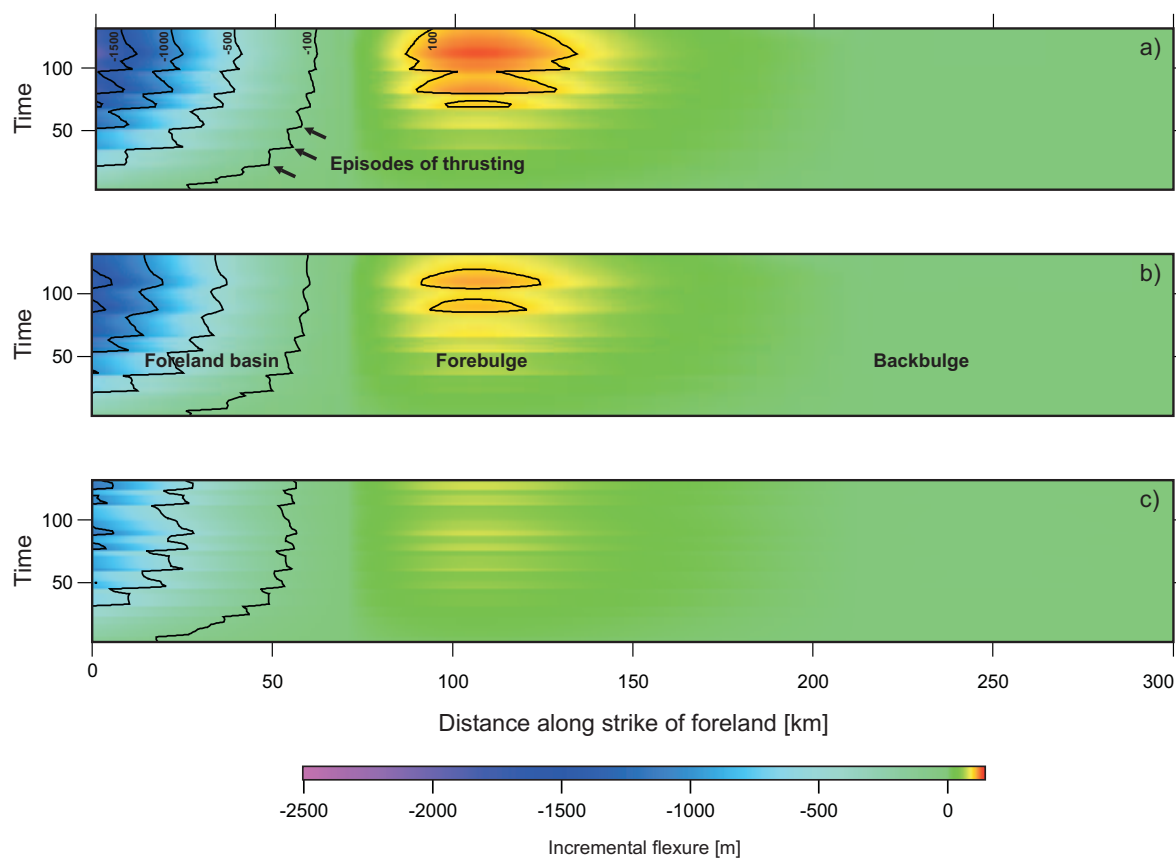 -1500
-1000
-500
-100
100
a)
100
50
Time
Episodes of thrusting
b)
100
50
Time
Foreland basin
Forebulge
Backbulge
c)
100
50
Time
0
50
100
150
200
250
300
Distance along strike of foreland [km]
-2500
-2000
-1500
-1000
-500
0
Incremental flexure [m]